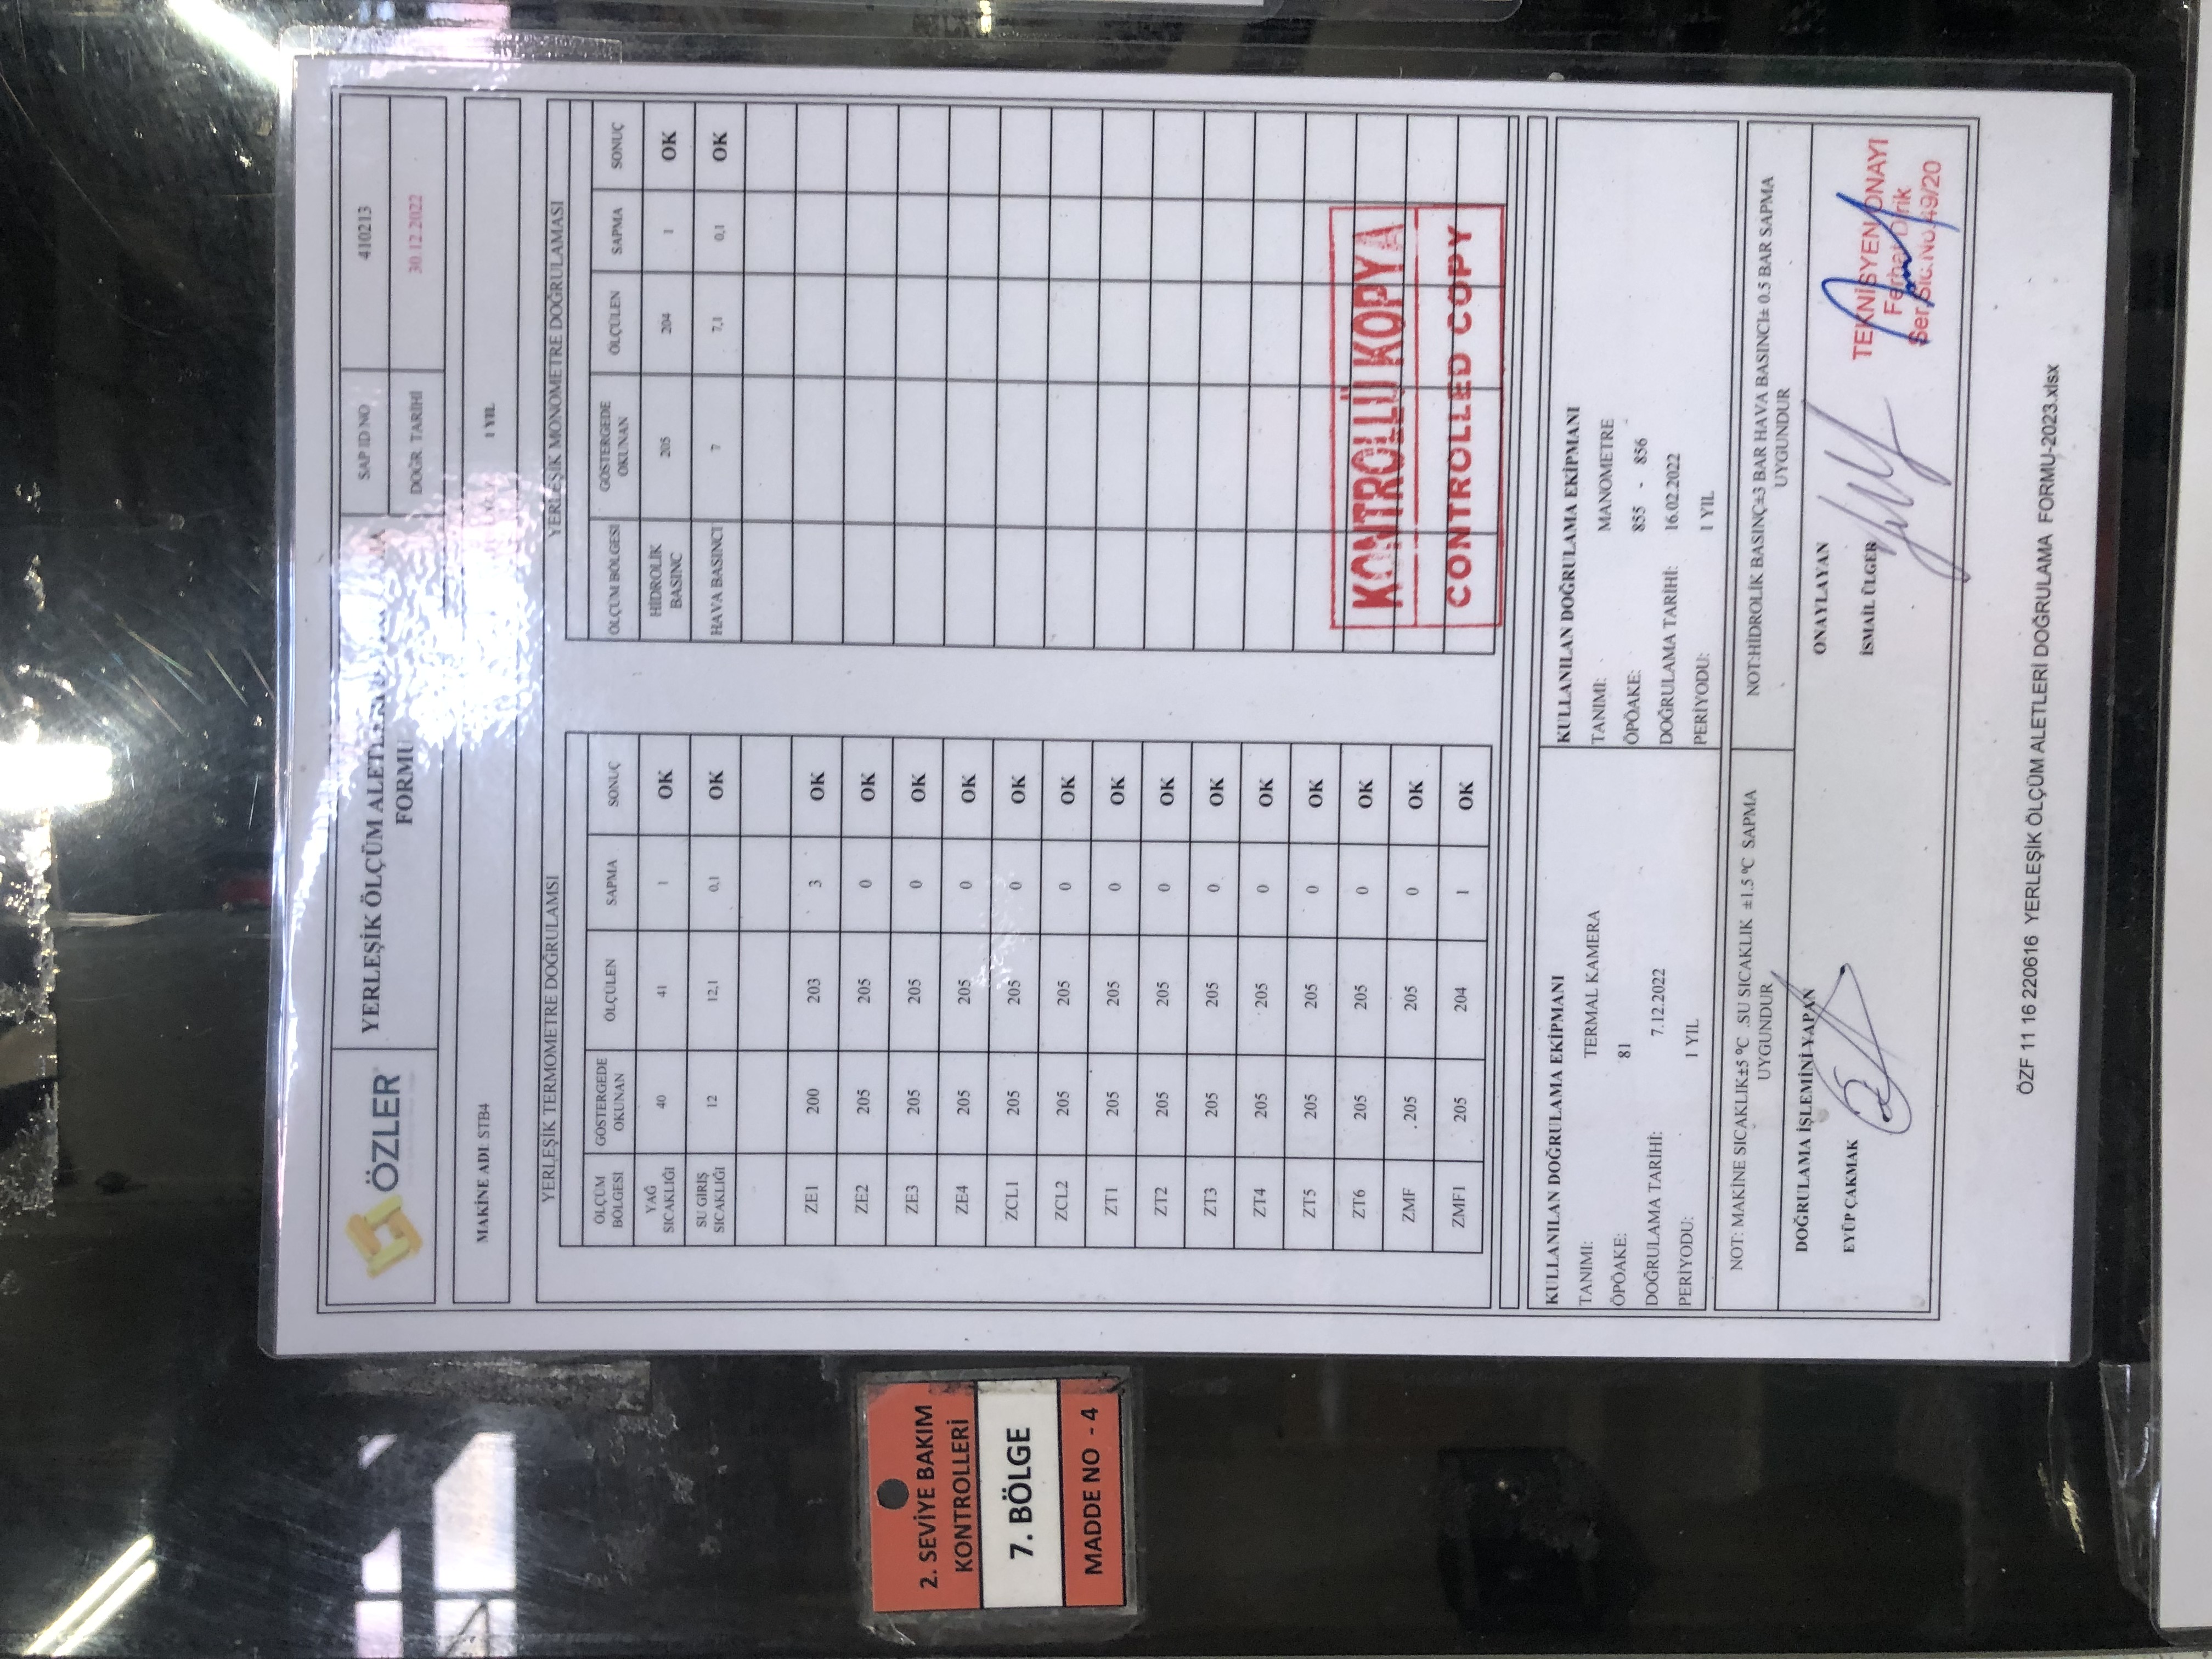 ÖZLER
YERLEŞİK ÖLÇÜM ALETLERİ
FORMU
SAP ID NO 410213
DOĞR. TARİHİ 30.12.2022
MAKİNE ADI: STB4 1 YIL
YERLEŞİK TERMOMETRE DOĞRULAMSI
ÖLÇÜM BÖLGESİ GÖSTERGEDE OKUNAN ÖLÇÜLEN SAPMA SONUÇ
YAĞ SICAKLIĞI 40 41 1 OK
SU GİRİŞ SICAKLIĞI 12 12,1 0,1 OK
ZE1 200 203 3 OK
ZE2 205 205 0 OK
ZE3 205 205 0 OK
ZE4 205 205 0 OK
ZCL1 205 205 0 OK
ZCL2 205 205 0 OK
ZT1 205 205 0 OK
ZT2 205 205 0 OK
ZT3 205 205 0 OK
ZT4 205 205 0 OK
ZT5 205 205 0 OK
ZT6 205 205 0 OK
ZMF 205 205 0 OK
ZMF1 205 204 1 OK
YERLEŞİK MONOMETRE DOĞRULAMASI
ÖLÇÜM BÖLGESİ GÖSTERGEDE OKUNAN ÖLÇÜLEN SAPMA SONUÇ
HİDROLİK BASINC 205 204 1 OK
HAVA BASINCI 7 7,1 0,1 OK
KONTROLLÜ KOPYA
CONTROLLED COPY
KULLANILAN DOĞRULAMA EKİPMANI
TANIMI: TERMAL KAMERA
ÖPÖAKE: 81
DOĞRULAMA TARİHİ: 7.12.2022
PERİYODU: 1 YIL
KULLANILAN DOĞRULAMA EKİPMANI
TANIMI: MANOMETRE
ÖPÖAKE: 855 - 856
DOĞRULAMA TARİHİ: 16.02.2022
PERİYODU: 1 YIL
NOT: MAKİNE SICAKLIK±5 ºC .SU SICAKLIK ±1.5 ºC SAPMA
UYGUNDUR
NOT:HİDROLİK BASINÇ±3 BAR HAVA BASINCI± 0.5 BAR SAPMA
UYGUNDUR
DOĞRULAMA İŞLEMİNİ YAPAN
EYÜP ÇAKMAK
ONAYLAYAN
İSMAİL ÜLGER
TEKNİSYEN ONAYI
Ferhat Dirik
Ser.Sic.No.49/20
ÖZF 11 16 220616 YERLEŞİK ÖLÇÜM ALETLERİ DOĞRULAMA FORMU-2023.xlsx
2. SEVİYE BAKIM
KONTROLLERİ
7. BÖLGE
MADDE NO - 4